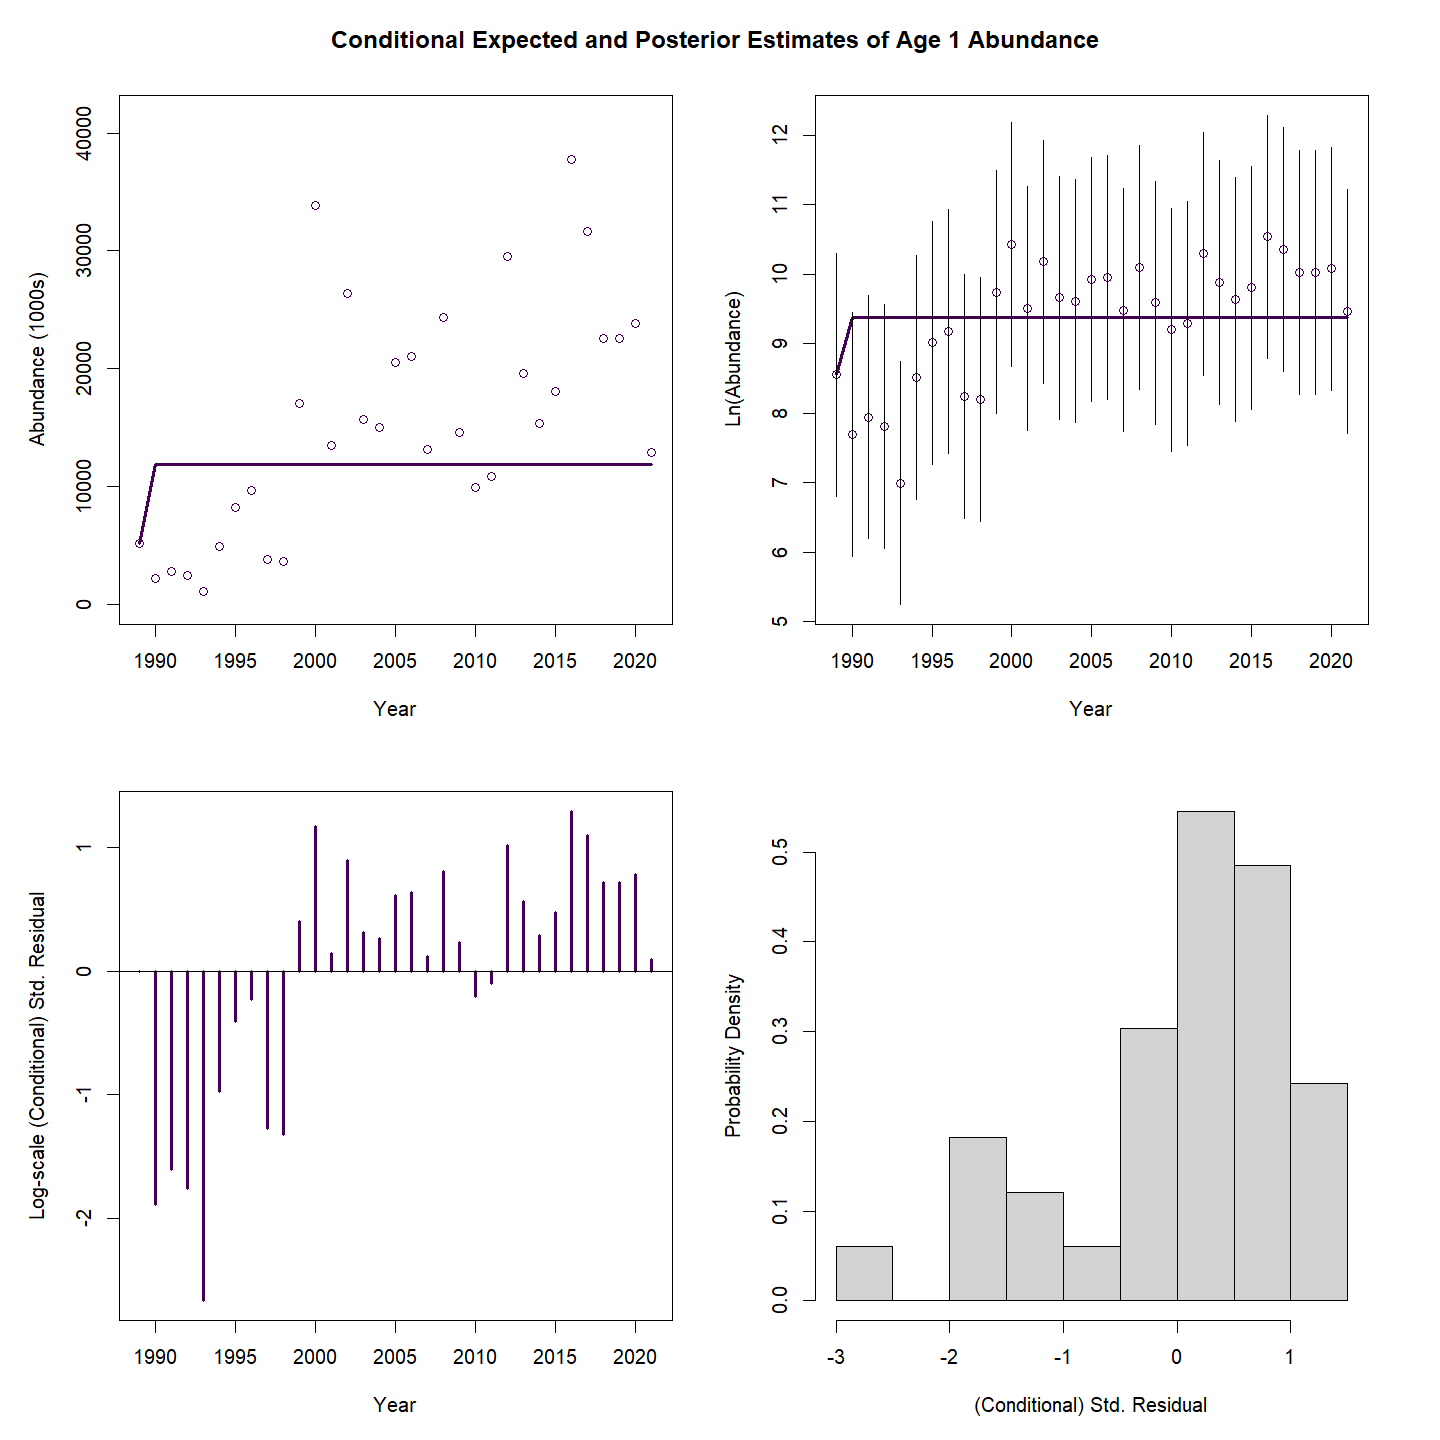 Conditional Expected and Posterior Estimates of Age 1 Abundance
Abundance (1000s)
40000
30000
20000
10000
0
1990 1995 2000 2005 2010 2015 2020
Year
Ln(Abundance)
12
11
10
9
8
7
6
5
1990 1995 2000 2005 2010 2015 2020
Year
Log-scale (Conditional) Std. Residual
1
0
-1
-2
1990 1995 2000 2005 2010 2015 2020
Year
Probability Density
0.5
0.4
0.3
0.2
0.1
0.0
-3 -2 -1 0 1
(Conditional) Std. Residual